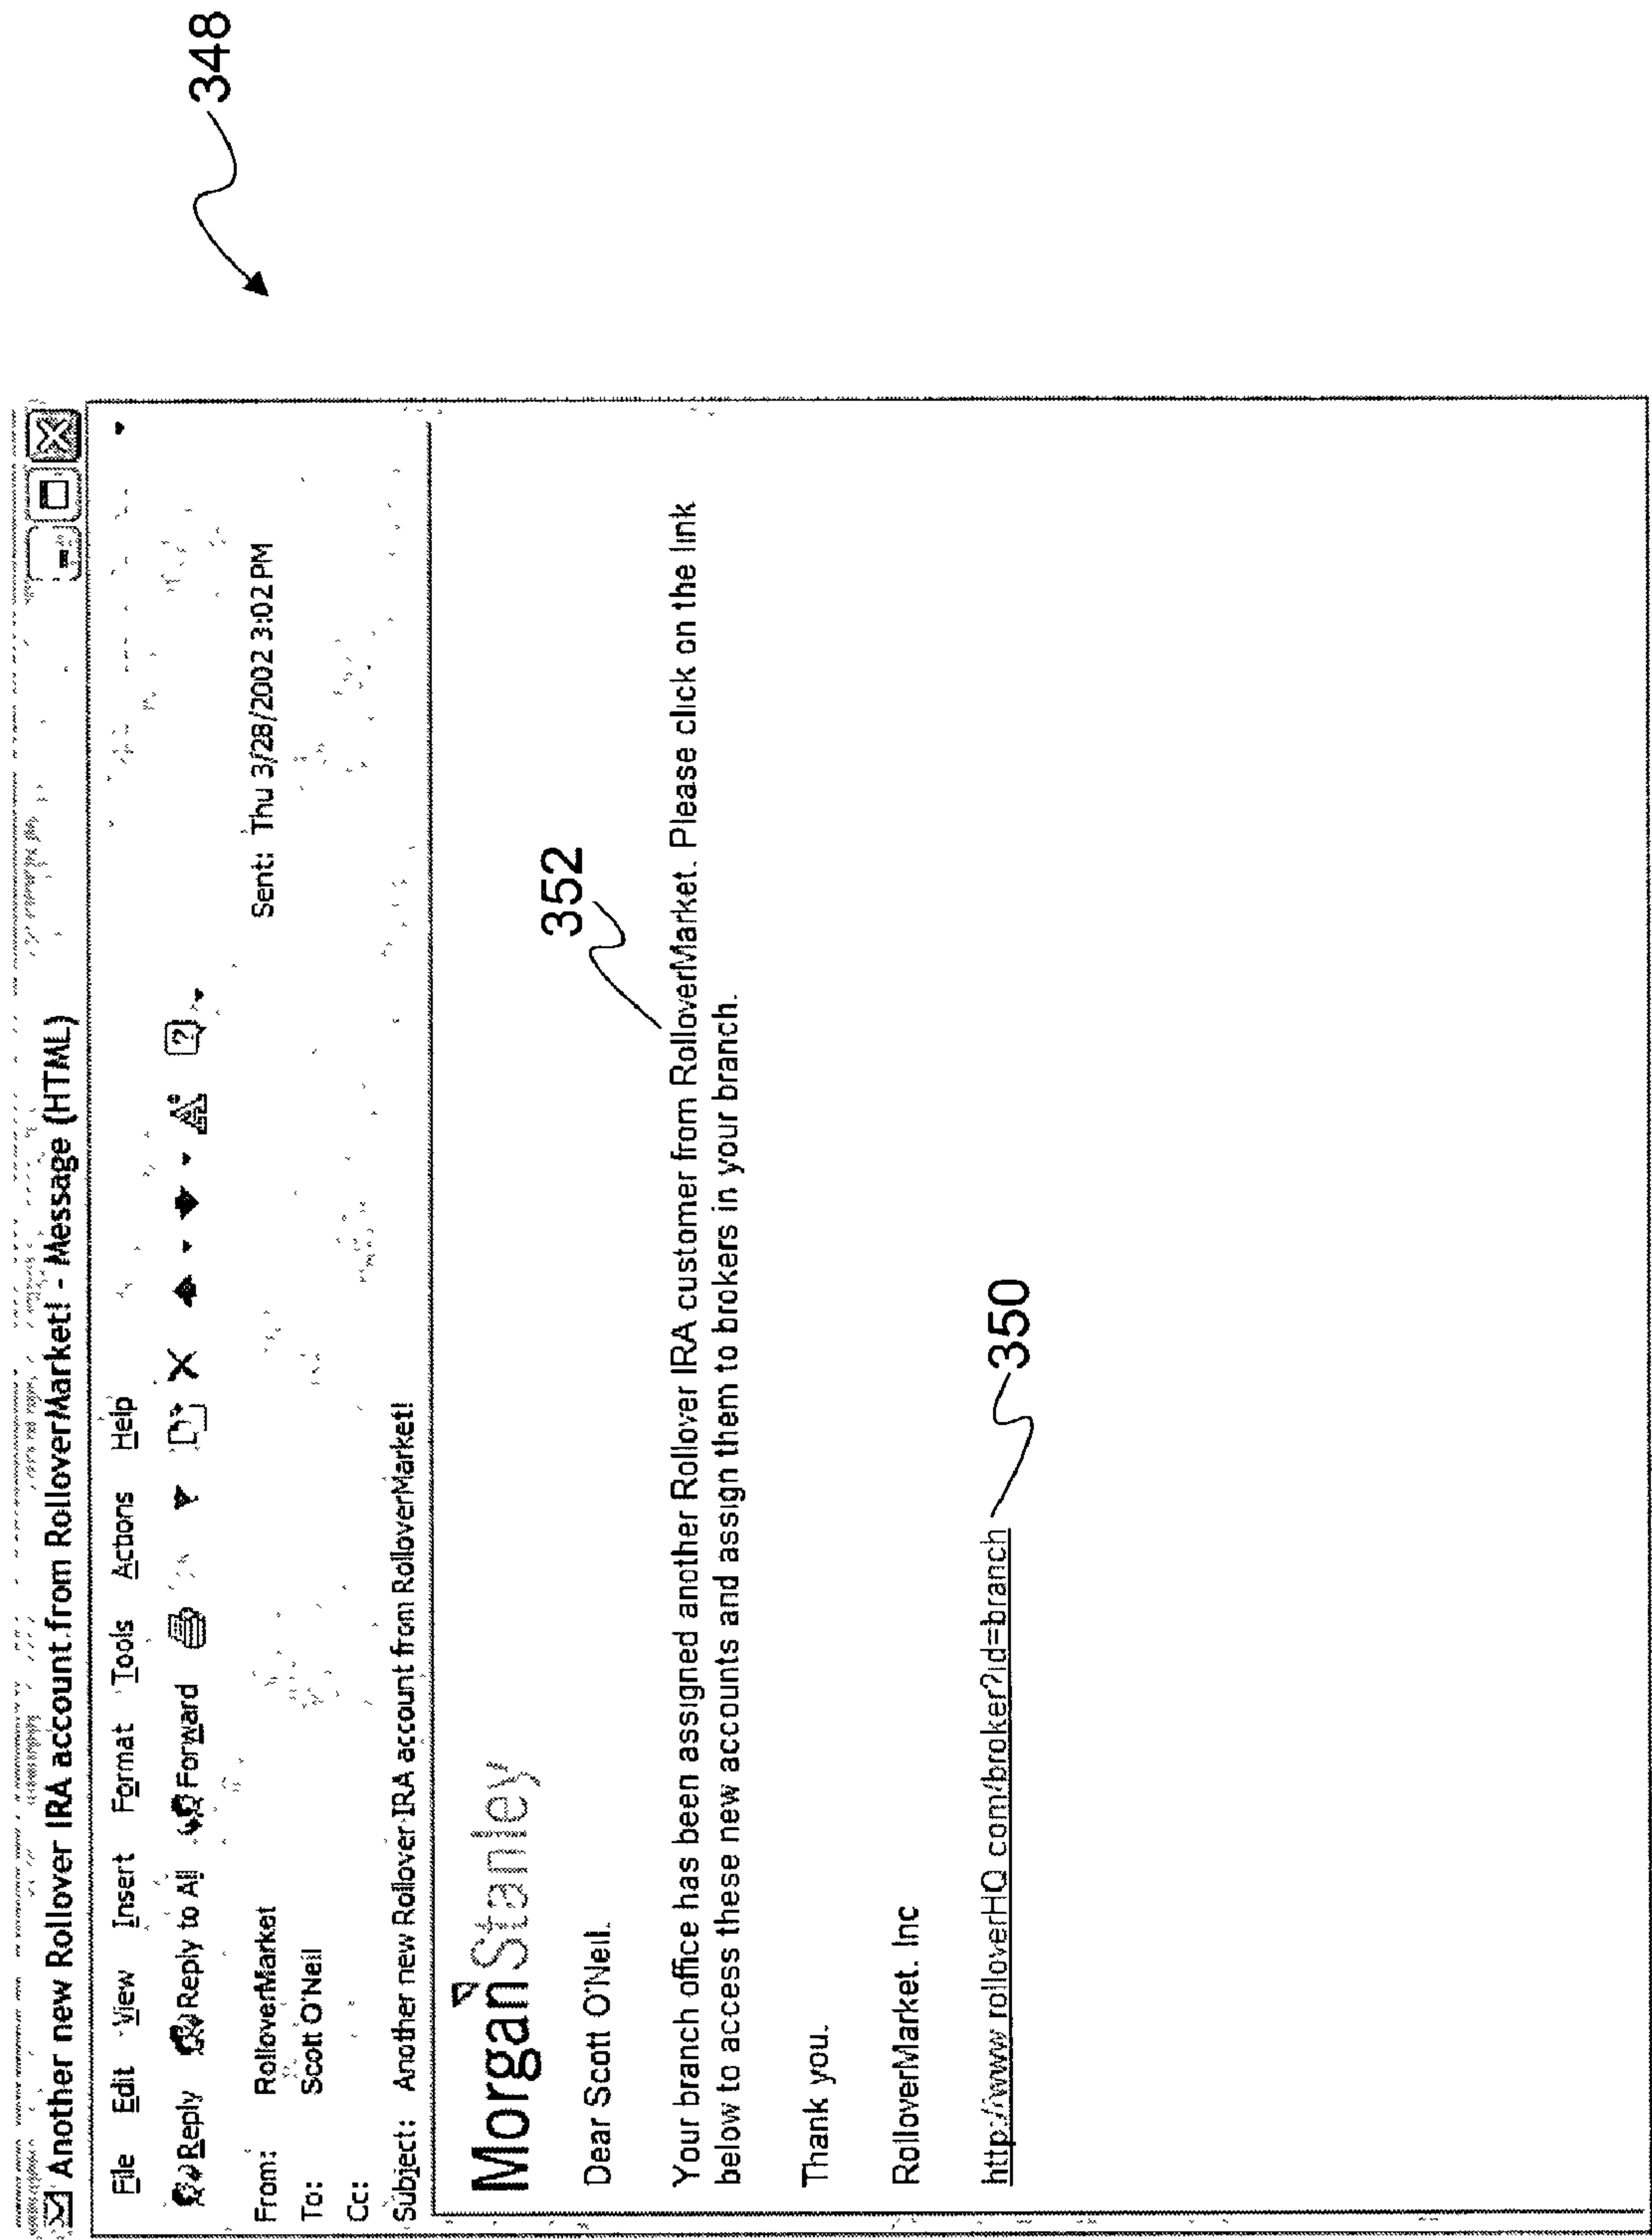 Another new Rollover IRA account from RolloverMarket! - Message (HTML)
File Edit View Insert Format Tools Actions Help
Reply Reply to All Forward
From: RolloverMarket
Sent: Thu 3/28/2002 3:02 PM
To: Scott O'Neil
Cc:
Subject: Another new Rollover IRA account from RolloverMarket!
348
MorganStanley
Dear Scott O'Neil.
352
Your branch office has been assigned another Rollover IRA customer from RolloverMarket. Please click on the link
below to access these new accounts and assign them to brokers in your branch.
Thank you.
RolloverMarket. Inc
http://www rolloverHQ com/broker?id=branch
350